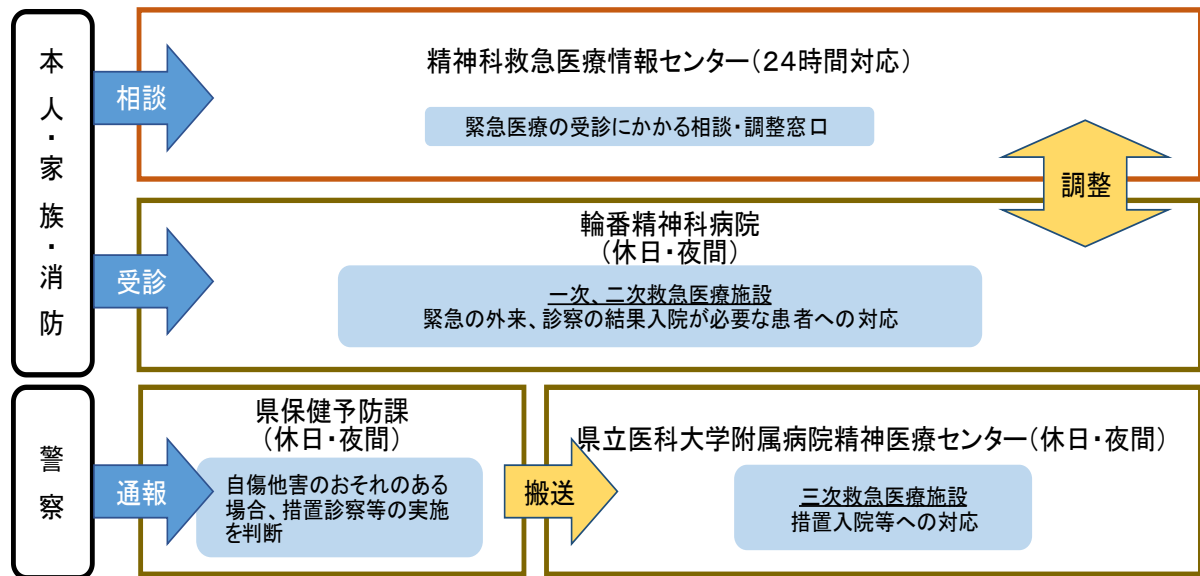 本人・家族・消防
相談
精神科救急医療情報センター(24時間対応)
緊急医療の受診にかかる相談・調整窓口
調整
受診
輪番精神科病院
(休日・夜間)
一次、二次救急医療施設
緊急の外来、診察の結果入院が必要な患者への対応
警察
通報
県保健予防課
(休日・夜間)
自傷他害のおそれのある
場合、措置診察等の実施
を判断
搬送
県立医科大学附属病院精神医療センター(休日・夜間)
三次救急医療施設
措置入院等への対応